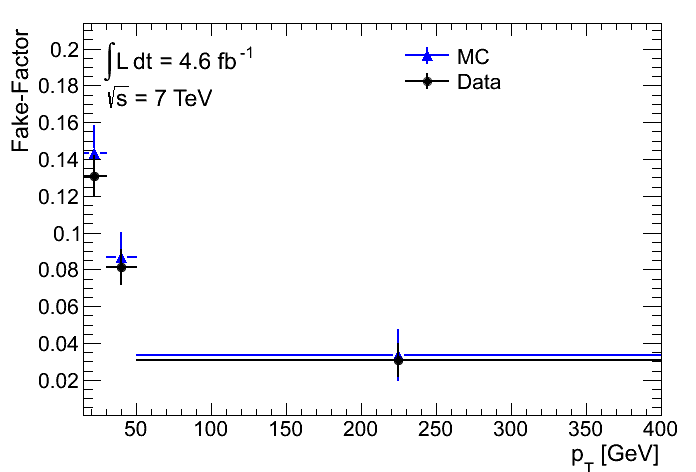 Fake-Factor
0.2
0.18
0.16
0.14
0.12
0.1
0.08
0.06
0.04
0.02
∫L dt = 4.6 fb⁻¹
√s = 7 TeV
MC
Data
50 100 150 200 250 300 350 400
p_T [GeV]